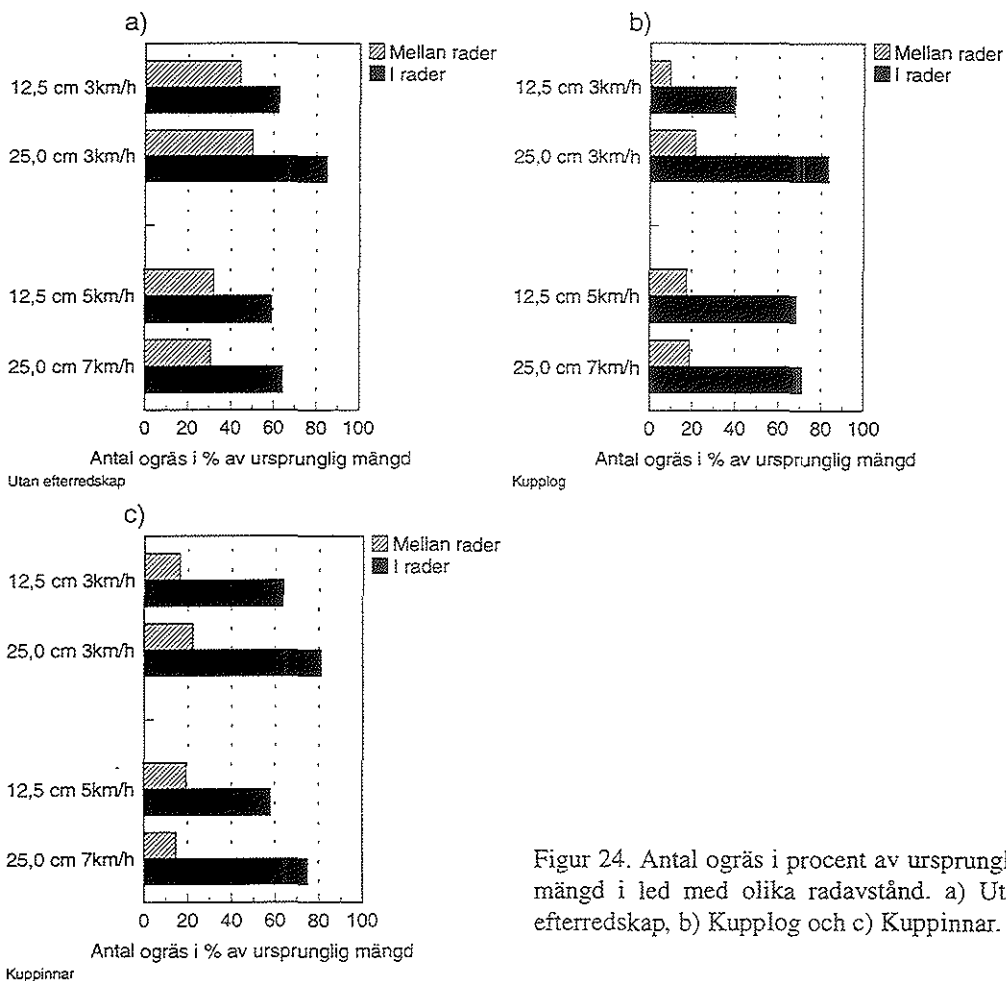 a)
Mellan rader
I rader
12,5 cm 3km/h
25,0 cm 3km/h
12,5 cm 5km/h
25,0 cm 7km/h
0 20 40 60 80 100
Antal ogräs i % av ursprunglig mängd
Utan efterredskap
b)
Mellan rader
I rader
12,5 cm 3km/h
25,0 cm 3km/h
12,5 cm 5km/h
25,0 cm 7km/h
0 20 40 60 80 100
Antal ogräs i % av ursprunglig mängd
Kupplog
c)
Mellan rader
I rader
12,5 cm 3km/h
25,0 cm 3km/h
12,5 cm 5km/h
25,0 cm 7km/h
0 20 40 60 80 100
Antal ogräs i % av ursprunglig mängd
Kuppinnar
Figur 24. Antal ogräs i procent av
mängd i led med olika radavstånd. a)
efterredskap, b) Kupplog och c) Kuppinnar.